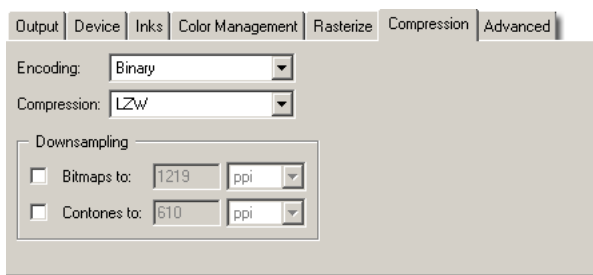 Output Device Inks Color Management Rasterize Compression Advanced
Encoding: Binary
Compression: LZW
Downsampling
Bitmaps to: 1219 ppi
Contones to: 610 ppi